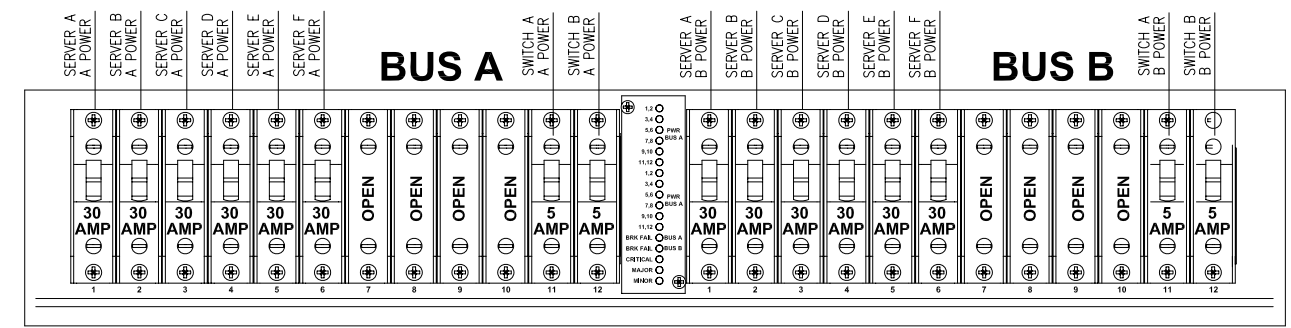 SERVER A
A POWER
SERVER B
A POWER
SERVER C
A POWER
SERVER D
A POWER
SERVER E
A POWER
SERVER F
A POWER
BUS A
SWITCH A
A POWER
SWITCH B
A POWER
SERVER A
B POWER
SERVER B
B POWER
SERVER C
B POWER
SERVER D
B POWER
SERVER E
B POWER
SERVER F
B POWER
BUS B
SWITCH A
B POWER
SWITCH B
B POWER
30
AMP
30
AMP
30
AMP
30
AMP
30
AMP
30
AMP
OPEN
OPEN
OPEN
OPEN
5
AMP
5
AMP
1 2 3 4 5 6 7 8 9 10 11 12
1,2
3,4
5,6 PWR
7,8 BUS A
9,10
11,12
1,2
3,4
5,6 PWR
7,8 BUS A
9,10
11,12
BRK FAIL BUS A
BRK FAIL BUS B
CRITICAL
MAJOR
MINOR
30
AMP
30
AMP
30
AMP
30
AMP
30
AMP
30
AMP
OPEN
OPEN
OPEN
OPEN
5
AMP
5
AMP
1 2 3 4 5 6 7 8 9 10 11 12